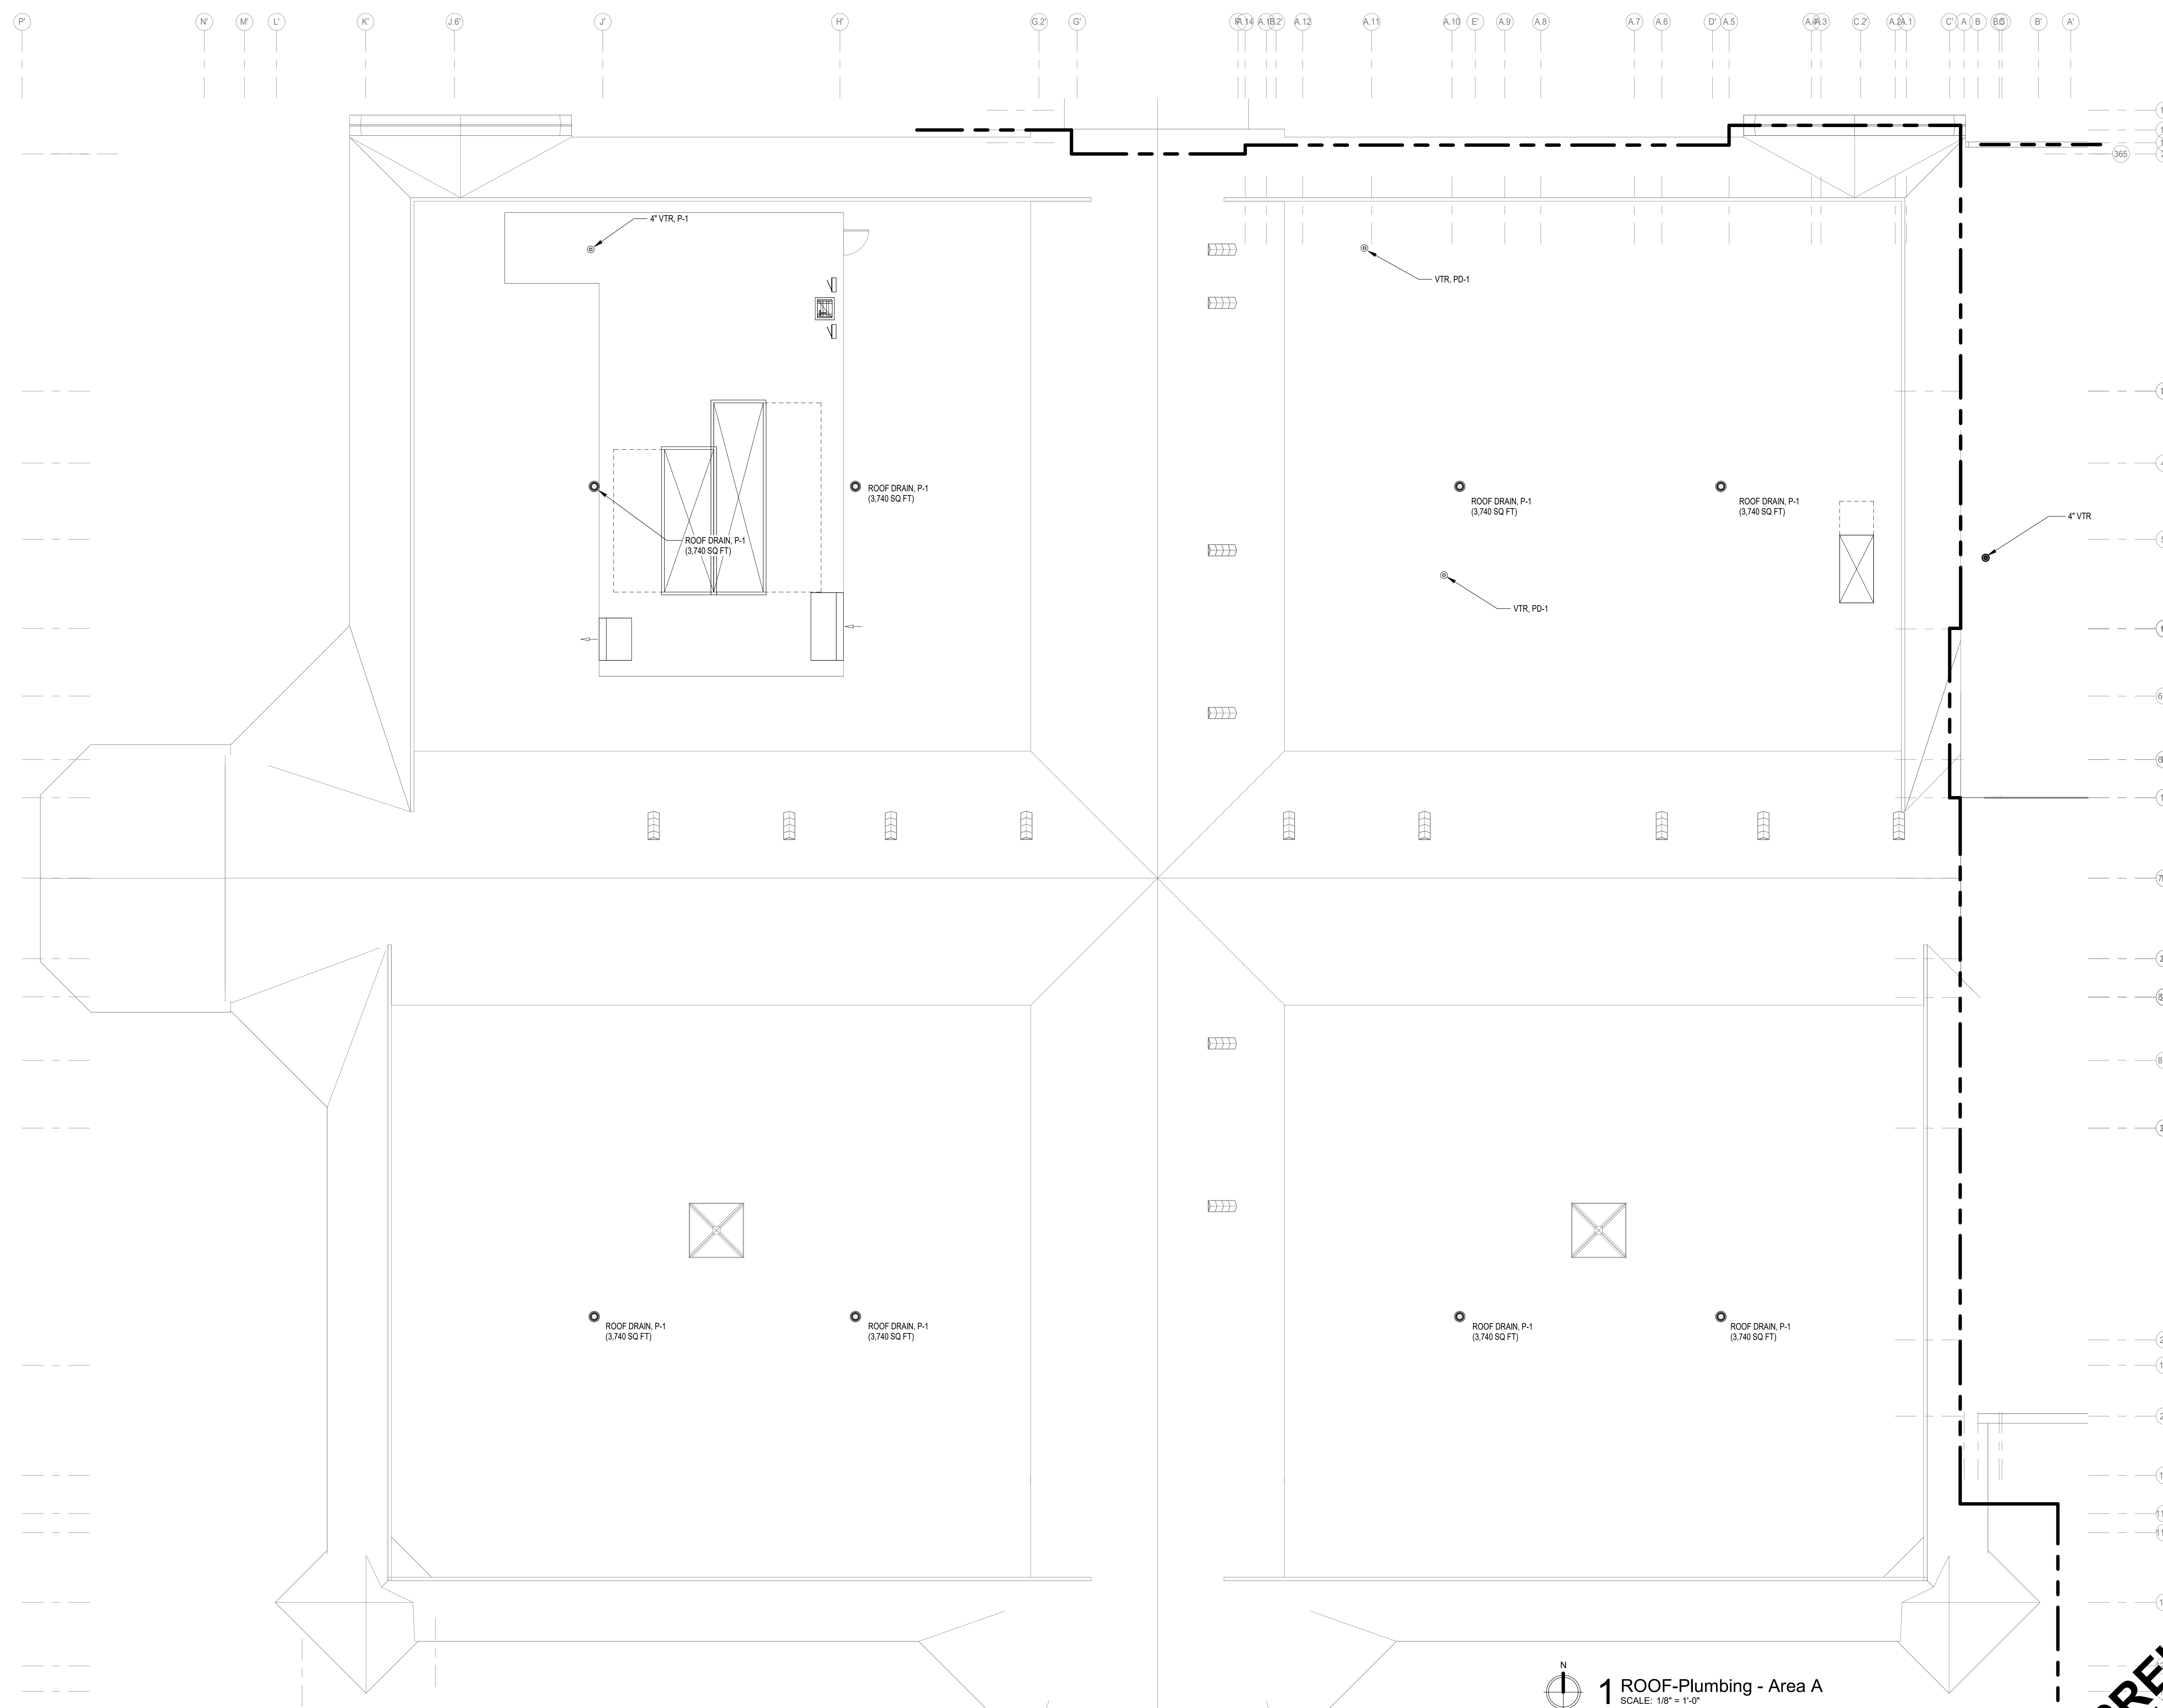 P'
N'
M'
L'
K'
J.6'
J'
H'
G.2'
G'
A.14
A.12
A.11
A.10
E'
A.9
A.8
A.7
A.6
D'
A.5
A.3
C.2'
A.1
C'
A
B
B'
A'
365
4" VTR, P-1
VTR, PD-1
ROOF DRAIN, P-1
(3,740 SQ FT)
ROOF DRAIN, P-1
(3,740 SQ FT)
ROOF DRAIN, P-1
(3,740 SQ FT)
4" VTR
ROOF DRAIN, P-1
(3,740 SQ FT)
VTR, PD-1
ROOF DRAIN, P-1
(3,740 SQ FT)
ROOF DRAIN, P-1
(3,740 SQ FT)
ROOF DRAIN, P-1
(3,740 SQ FT)
ROOF DRAIN, P-1
(3,740 SQ FT)
N
1 ROOF-Plumbing - Area A
SCALE: 1/8" = 1'-0"